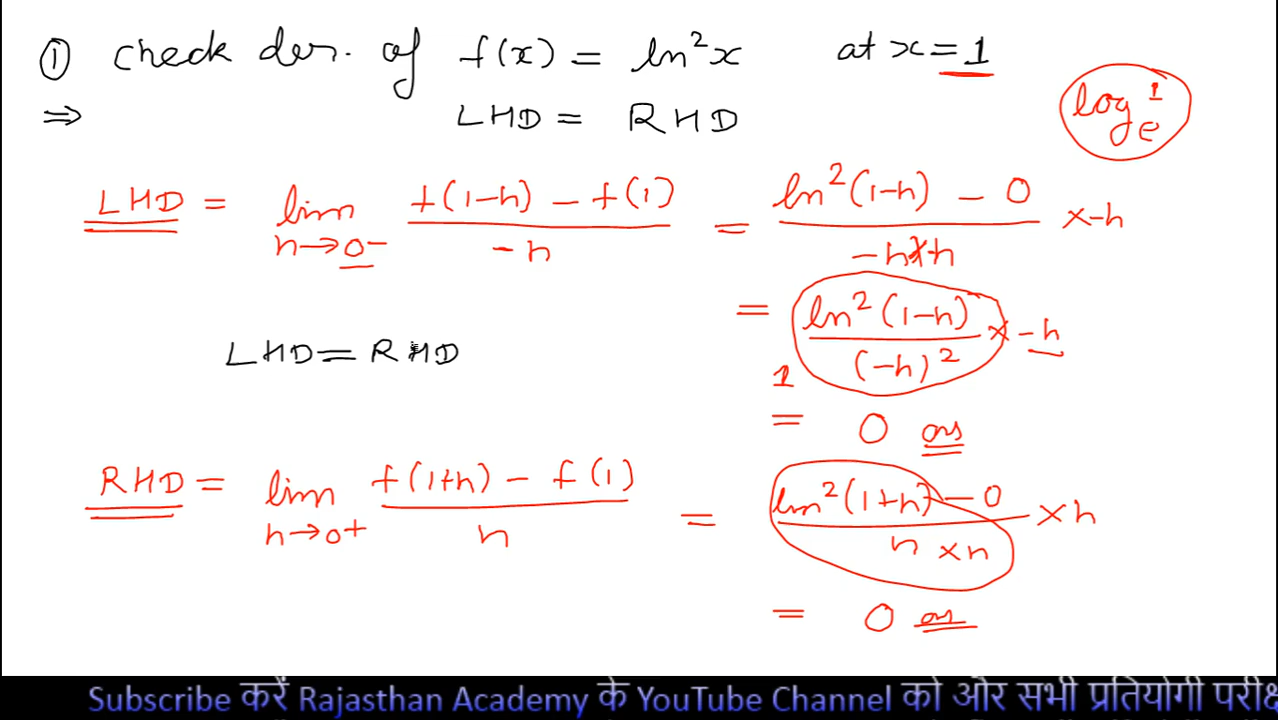 ① check der. of f(x) = ln²x at x=1
⇒ LHD = RHD
log_e 1
LHD = lim h→0- f(1-h) - f(1) / -h = ln²(1-h) - 0 / -h×-h × -h
= ln²(1-h) / (-h)² × -h
1
LHD = RHD
= 0 ans
RHD = lim h→0+ f(1+h) - f(1) / h = ln²(1+h) - 0 / h × h × h
= 0 ans
Subscribe करें Rajasthan Academy के YouTube Channel को और सभी प्रतियोगी परीक्ष